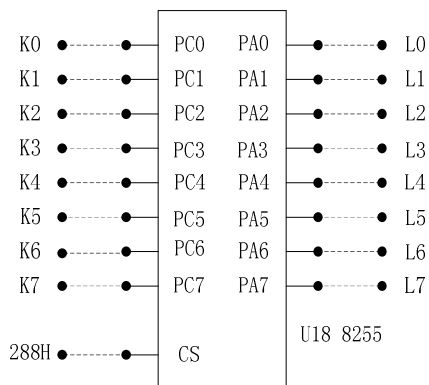 K0 PC0 PA0 L0
K1 PC1 PA1 L1
K2 PC2 PA2 L2
K3 PC3 PA3 L3
K4 PC4 PA4 L4
K5 PC5 PA5 L5
K6 PC6 PA6 L6
K7 PC7 PA7 L7
U18 8255
288H CS